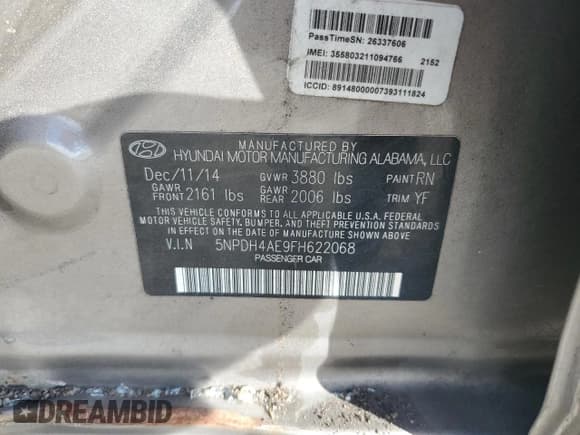 PassTimeSN: 26337606
IMEI: 355803211094766 2152
ICCID: 89148000007393111824
MANUFACTURED BY
HYUNDAI MOTOR MANUFACTURING ALABAMA, LLC
Dec/11/14 GVWR 3880 lbs PAINT RN
GAWR FRONT 2161 lbs GAWR REAR 2006 lbs TRIM YF
THIS VEHICLE CONFORMS TO ALL APPLICABLE U.S.A. FEDERAL
MOTOR VEHICLE SAFETY, BUMPER, AND THEFT PREVENTION STANDARDS
IN EFFECT ON THE DATE OF MANUFACTURE SHOWN ABOVE.
V.I.N 5NPDH4AE9FH622068
PASSENGER CAR
DREAMBID